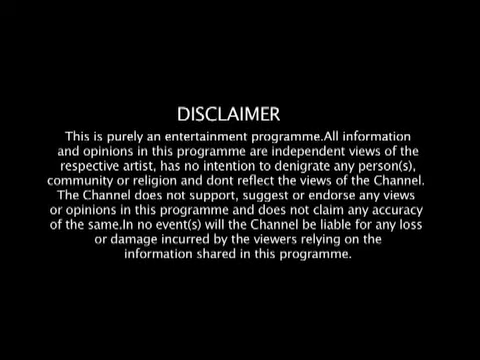 DISCLAIMER
This is purely an entertainment programme.All information
and opinions in this programme are independent views of the
respective artist, has no intention to denigrate any person(s),
community or religion and dont reflect the views of the Channel.
The Channel does not support, suggest or endorse any views
or opinions in this programme and does not claim any accuracy
of the same.In no event(s) will the Channel be liable for any loss
or damage incurred by the viewers relying on the
information shared in this programme.